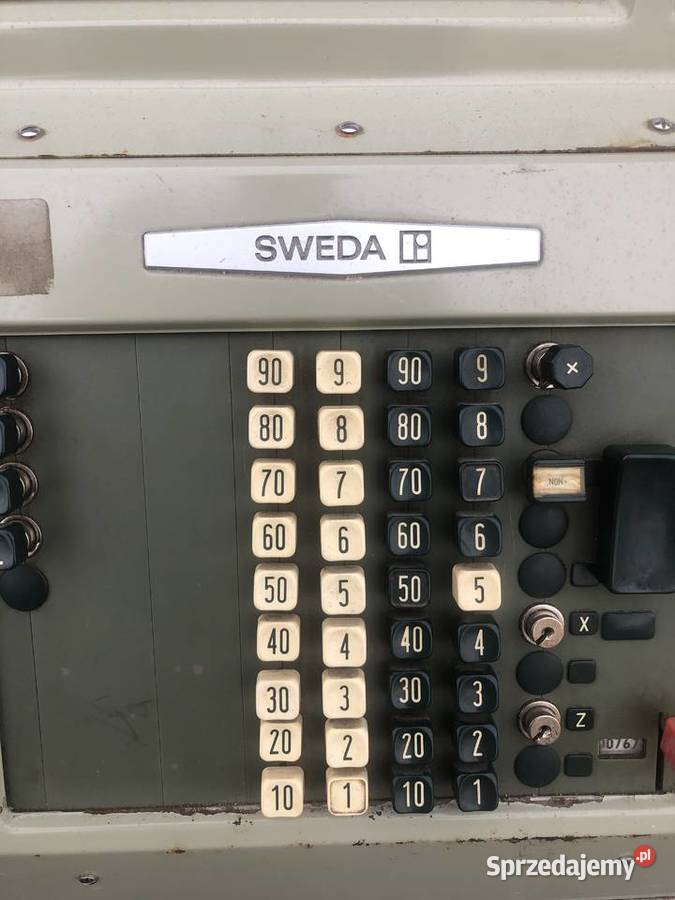 SWEDA
90 9 90 9 ×
80 8 80 8
70 7 70 7 NON-
60 6 60 6
50 5 50 5
40 4 40 4 X
30 3 30 3 Z
20 2 20 2
10 1 10 1
Sprzedajemy.pl